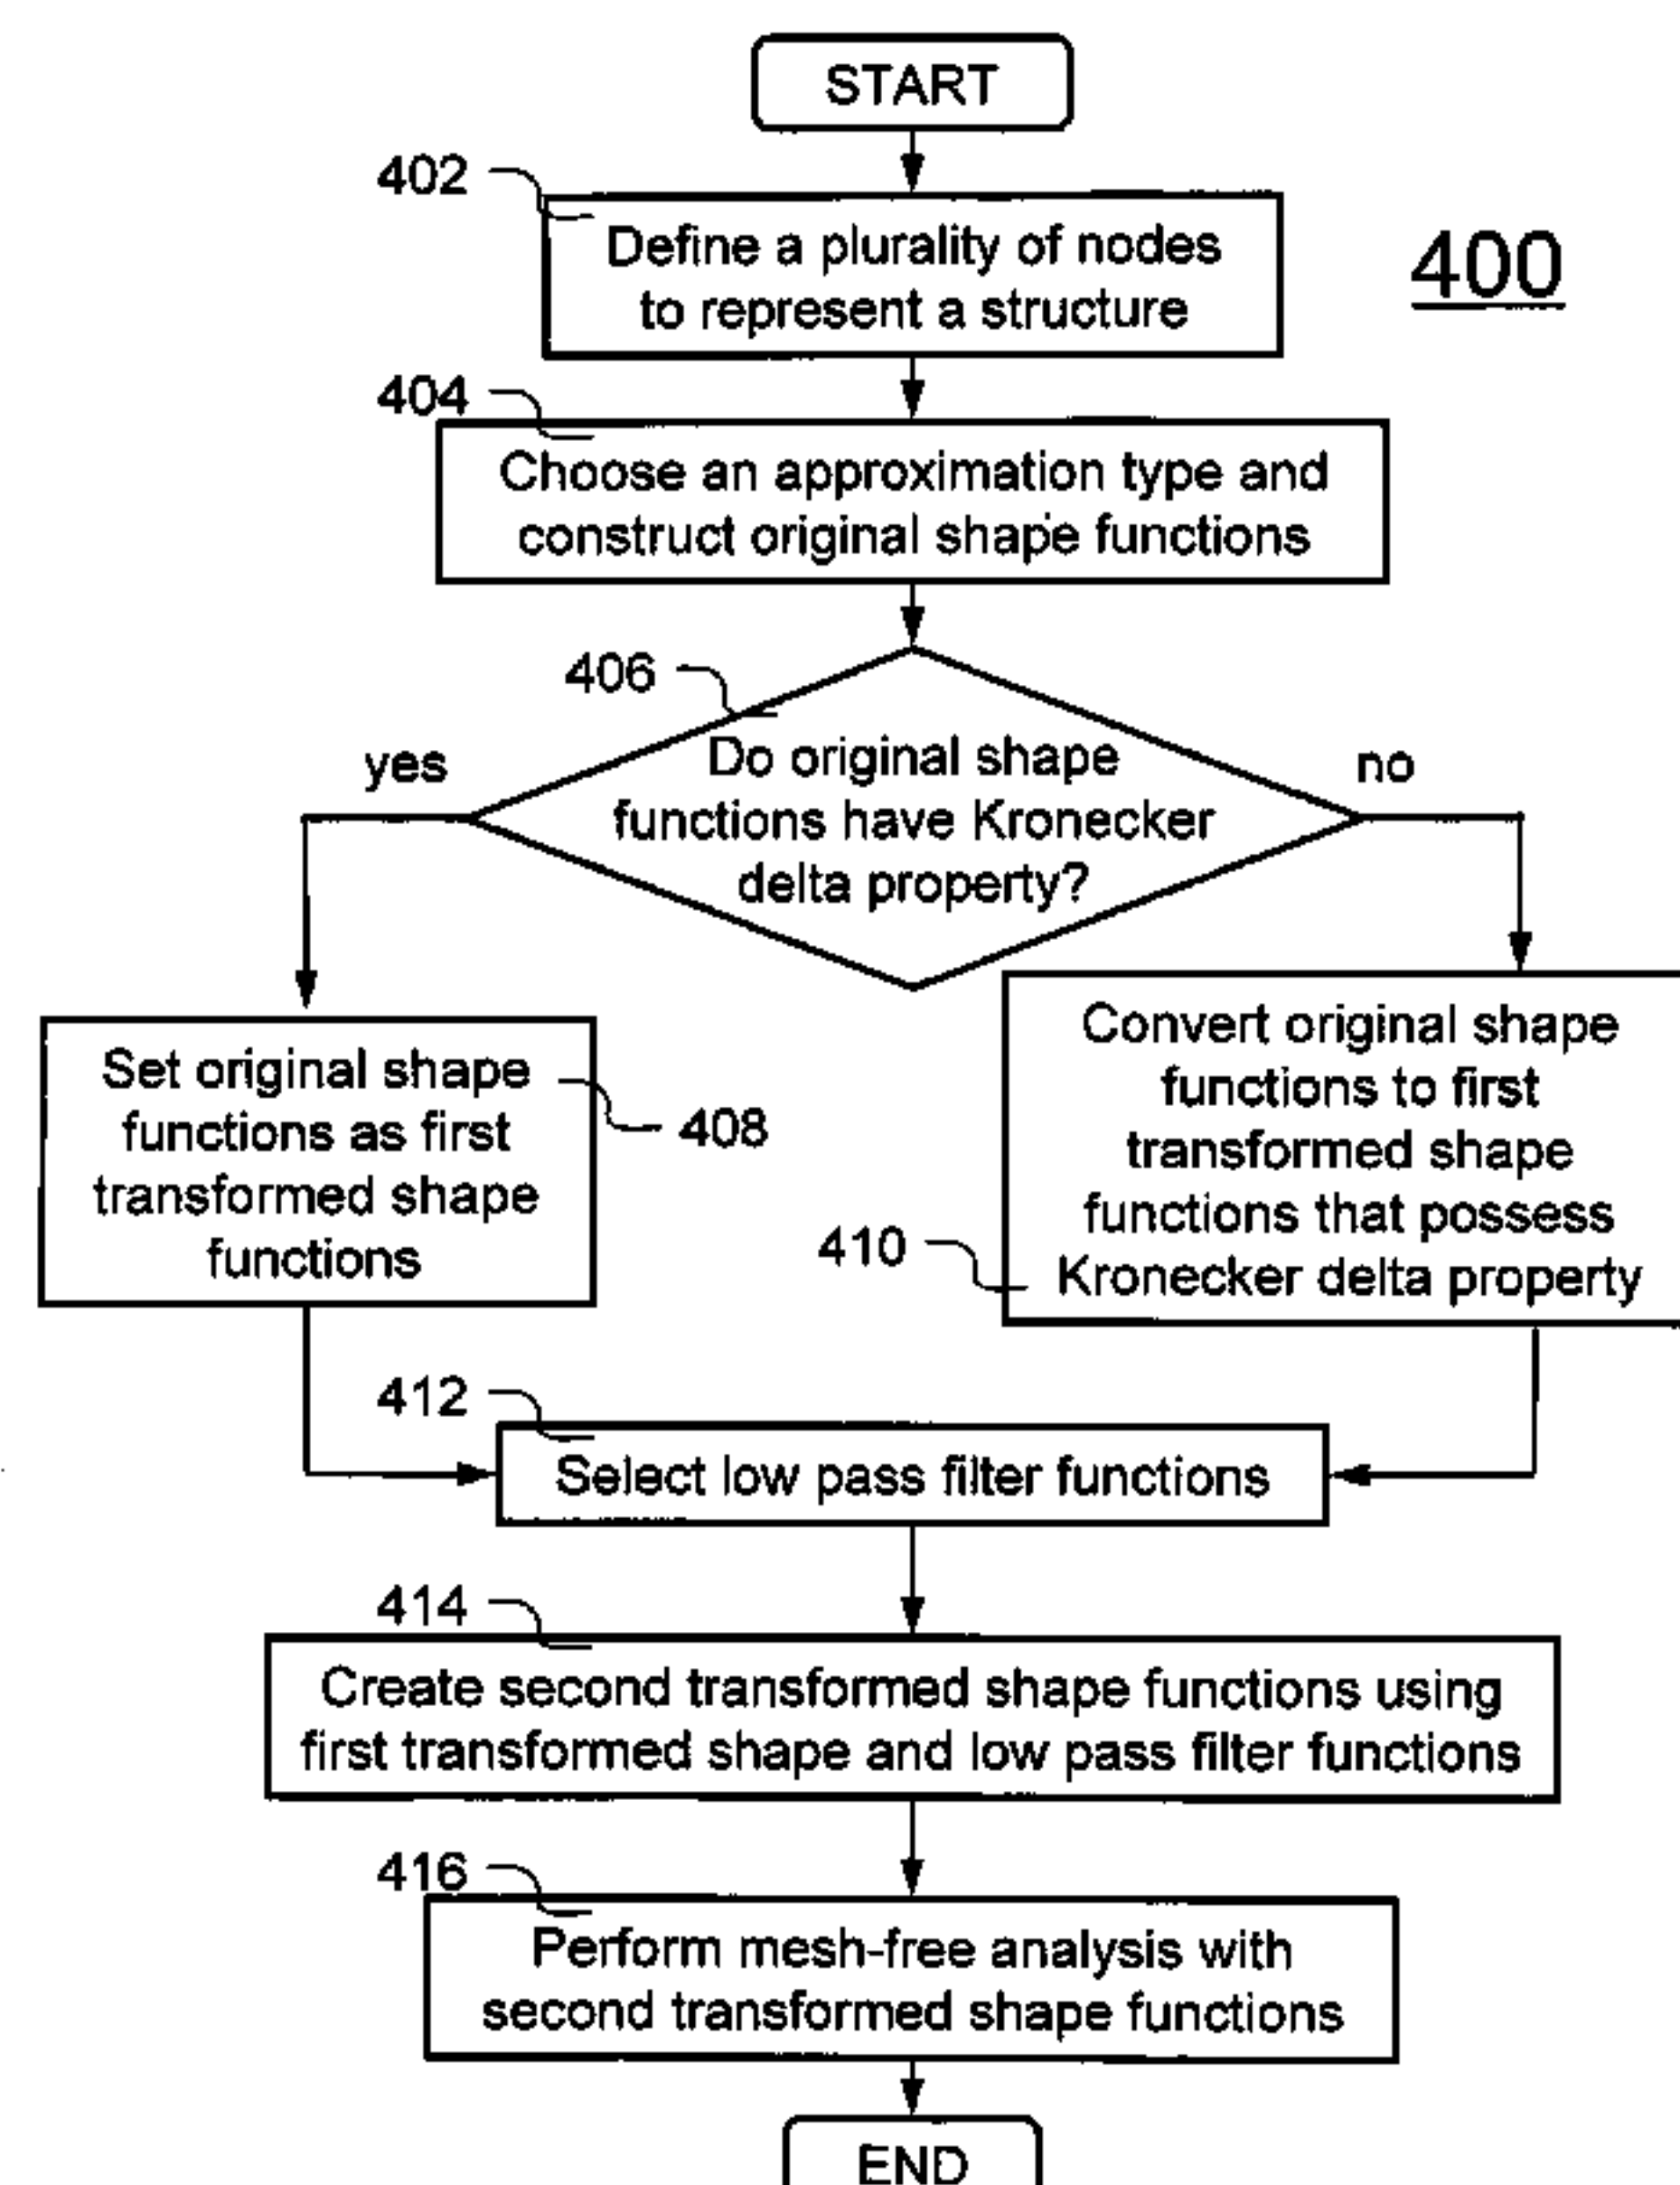 START
402
Define a plurality of nodes
to represent a structure
400
404
Choose an approximation type and
construct original shape functions
406
Do original shape
functions have Kronecker
delta property?
yes
no
Set original shape
functions as first
transformed shape
functions
408
Convert original shape
functions to first
transformed shape
functions that possess
Kronecker delta property
410
412
Select low pass filter functions
414
Create second transformed shape functions using
first transformed shape and low pass filter functions
416
Perform mesh-free analysis with
second transformed shape functions
END